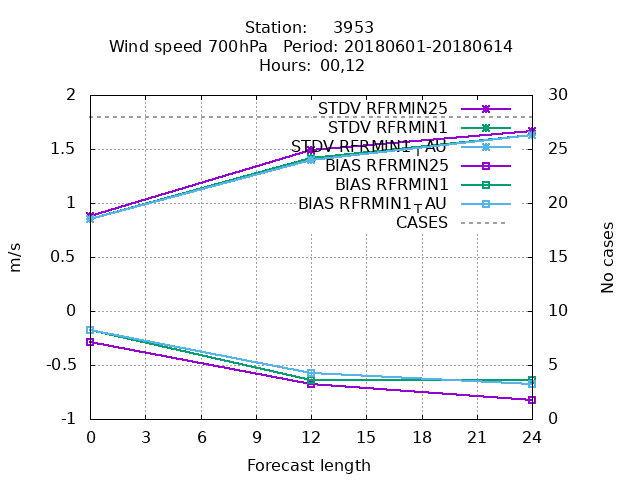 Station: 3953
Wind speed 700hPa Period: 20180601-20180614
Hours: 00,12
2
1.5
1
0.5
0
-0.5
-1
m/s
30
25
20
15
10
5
0
No cases
STDV RFRMIN25
STDV RFRMIN1
STDV RFRMIN1TAU
BIAS RFRMIN25
BIAS RFRMIN1
BIAS RFRMIN1TAU
CASES
0 3 6 9 12 15 18 21 24
Forecast length